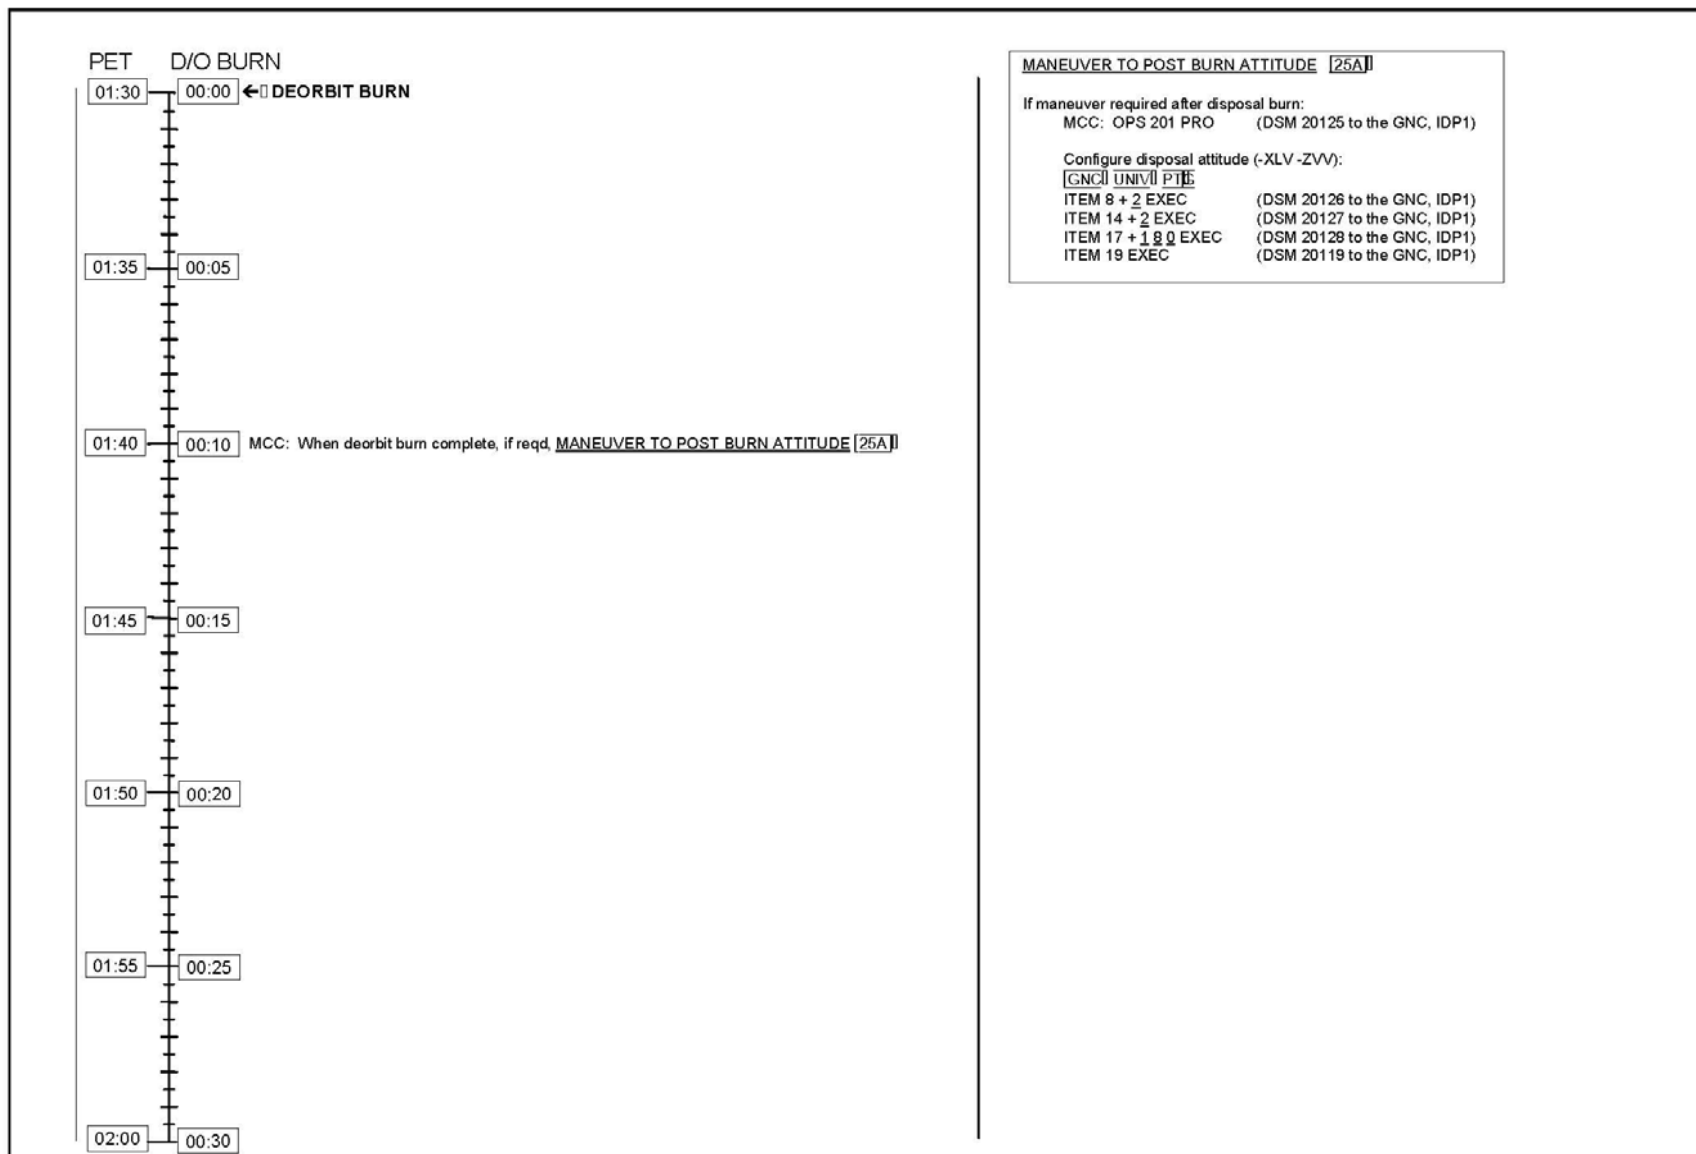 PET D/O BURN
01:30 00:00 ← DEORBIT BURN
01:35 00:05
01:40 00:10 MCC: When deorbit burn complete, if reqd, MANEUVER TO POST BURN ATTITUDE 25A
01:45 00:15
01:50 00:20
01:55 00:25
02:00 00:30
MANEUVER TO POST BURN ATTITUDE 25A
If maneuver required after disposal burn:
MCC: OPS 201 PRO (DSM 20125 to the GNC, IDP1)
Configure disposal attitude (-XLV -ZVV):
GNC UNIV PTG
ITEM 8 + 2 EXEC (DSM 20126 to the GNC, IDP1)
ITEM 14 + 2 EXEC (DSM 20127 to the GNC, IDP1)
ITEM 17 + 1 8 0 EXEC (DSM 20128 to the GNC, IDP1)
ITEM 19 EXEC (DSM 20119 to the GNC, IDP1)